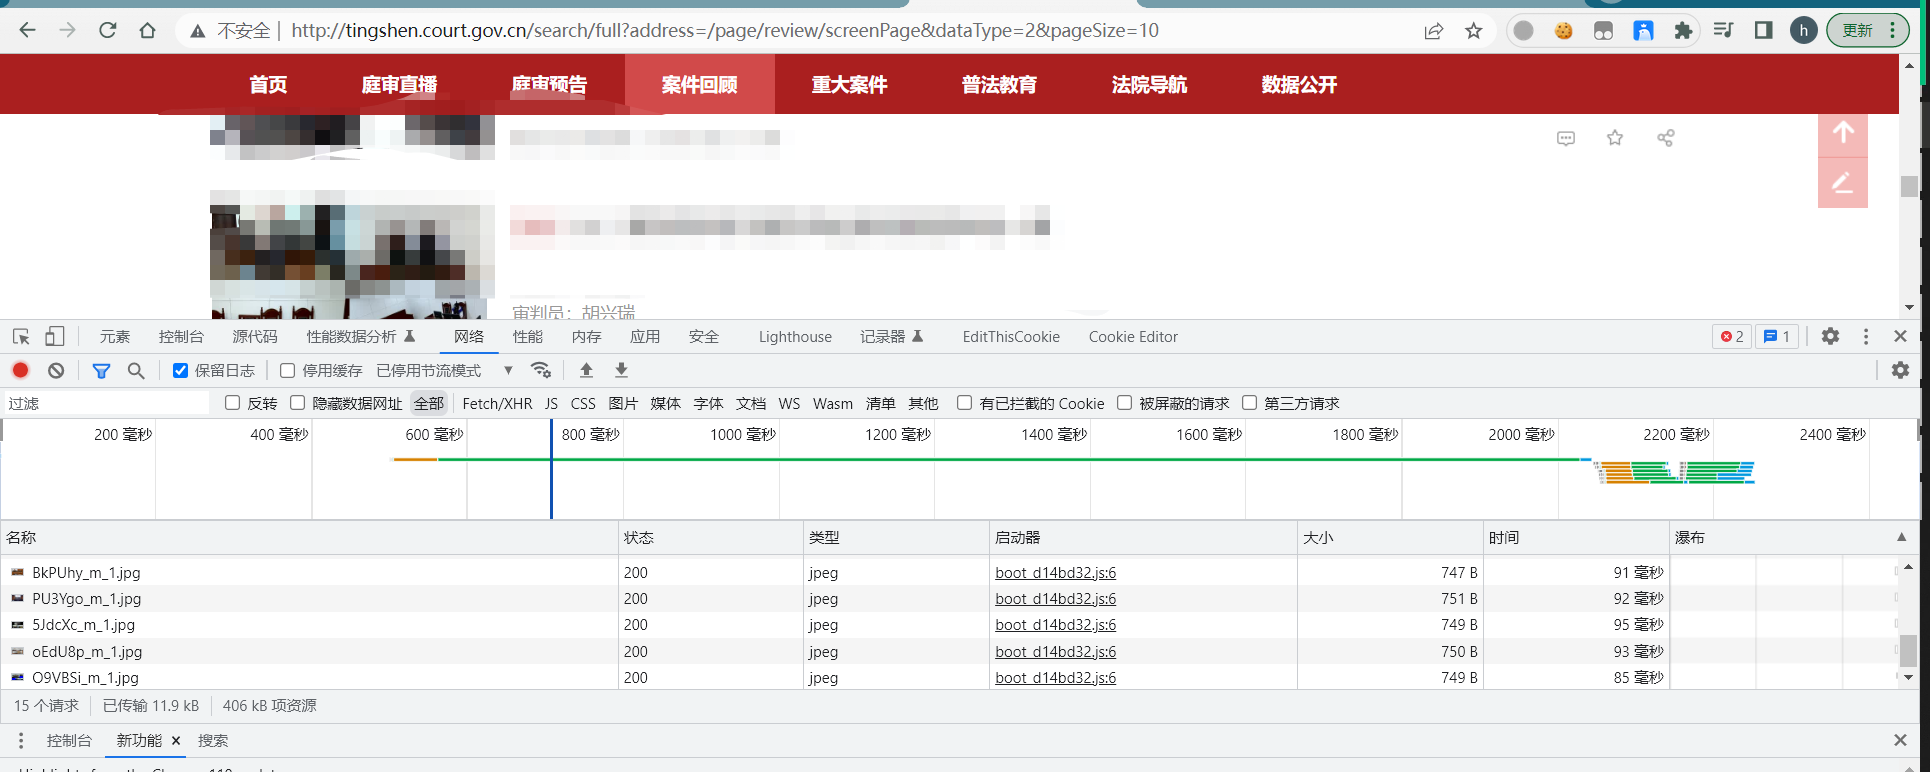 不安全 | http://tingshen.court.gov.cn/search/full?address=/page/review/screenPage&dataType=2&pageSize=10 h 更新
首页 庭审直播 庭审预告 案件回顾 重大案件 普法教育 法院导航 数据公开
审判员：胡兴瑞
元素 控制台 源代码 性能数据分析 网络 性能 内存 应用 安全 Lighthouse 记录器 EditThisCookie Cookie Editor 2 1
保留日志 停用缓存 已停用节流模式
过滤 反转 隐藏数据网址 全部 Fetch/XHR JS CSS 图片 媒体 字体 文档 WS Wasm 清单 其他 有已拦截的 Cookie 被屏蔽的请求 第三方请求
200 毫秒 400 毫秒 600 毫秒 800 毫秒 1000 毫秒 1200 毫秒 1400 毫秒 1600 毫秒 1800 毫秒 2000 毫秒 2200 毫秒 2400 毫秒
名称 状态 类型 启动器 大小 时间 瀑布
BkPUhy_m_1.jpg 200 jpeg boot_d14bd32.js:6 747 B 91 毫秒
PU3Ygo_m_1.jpg 200 jpeg boot_d14bd32.js:6 751 B 92 毫秒
5JdcXc_m_1.jpg 200 jpeg boot_d14bd32.js:6 749 B 95 毫秒
oEdU8p_m_1.jpg 200 jpeg boot_d14bd32.js:6 750 B 93 毫秒
O9VBSi_m_1.jpg 200 jpeg boot_d14bd32.js:6 749 B 85 毫秒
15 个请求 已传输 11.9 kB 406 kB 项资源
控制台 新功能 × 搜索